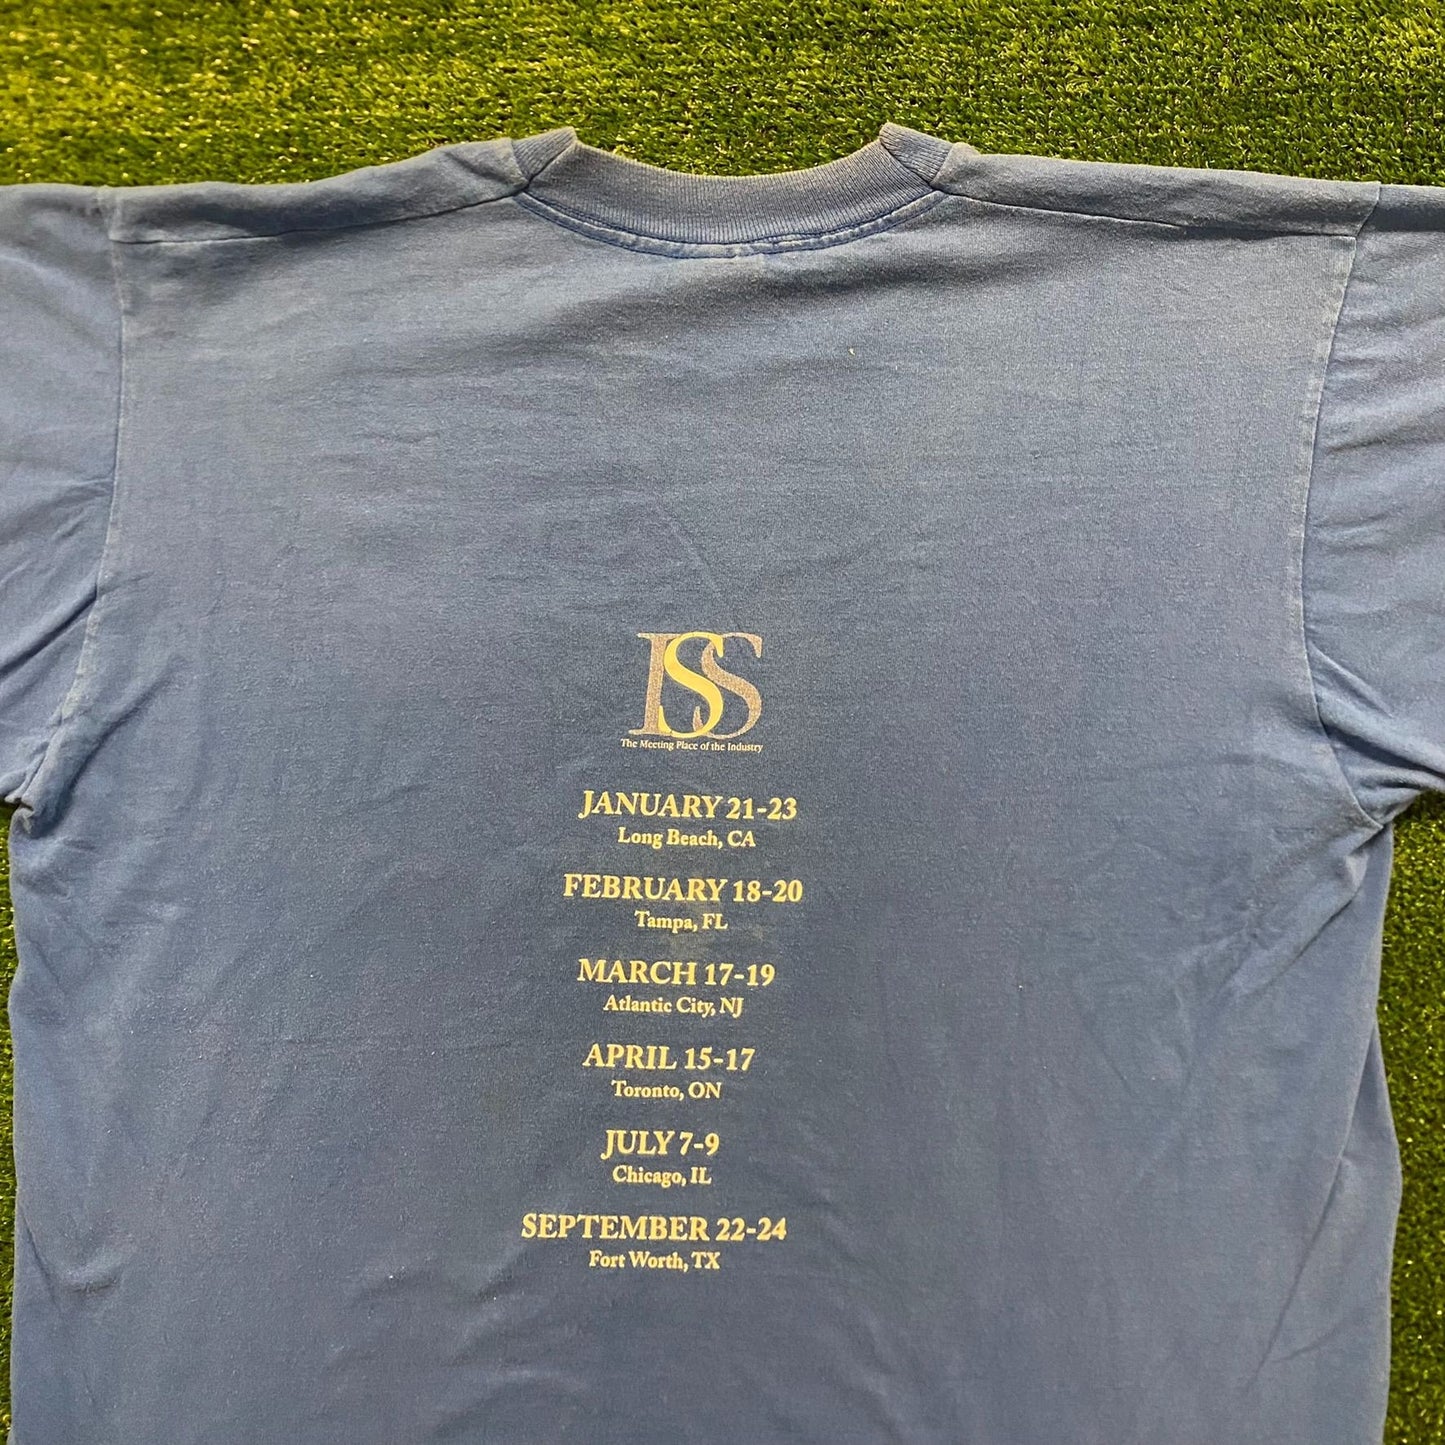 ISS
The Meeting Place of the Industry
JANUARY 21-23
Long Beach, CA
FEBRUARY 18-20
Tampa, FL
MARCH 17-19
Atlantic City, NJ
APRIL 15-17
Toronto, ON
JULY 7-9
Chicago, IL
SEPTEMBER 22-24
Fort Worth, TX